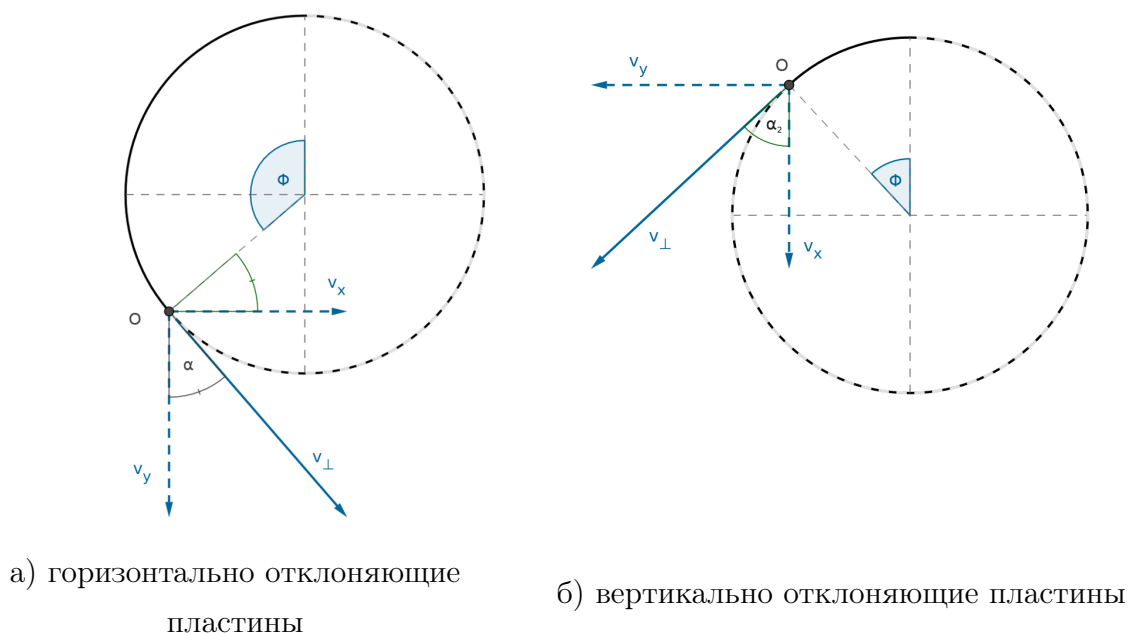 Φ
v_x
O
α
v_⊥
v_y
а) горизонтально отклоняющие
пластины
O
v_y
α₂
Φ
v_⊥
v_x
б) вертикально отклоняющие пластины